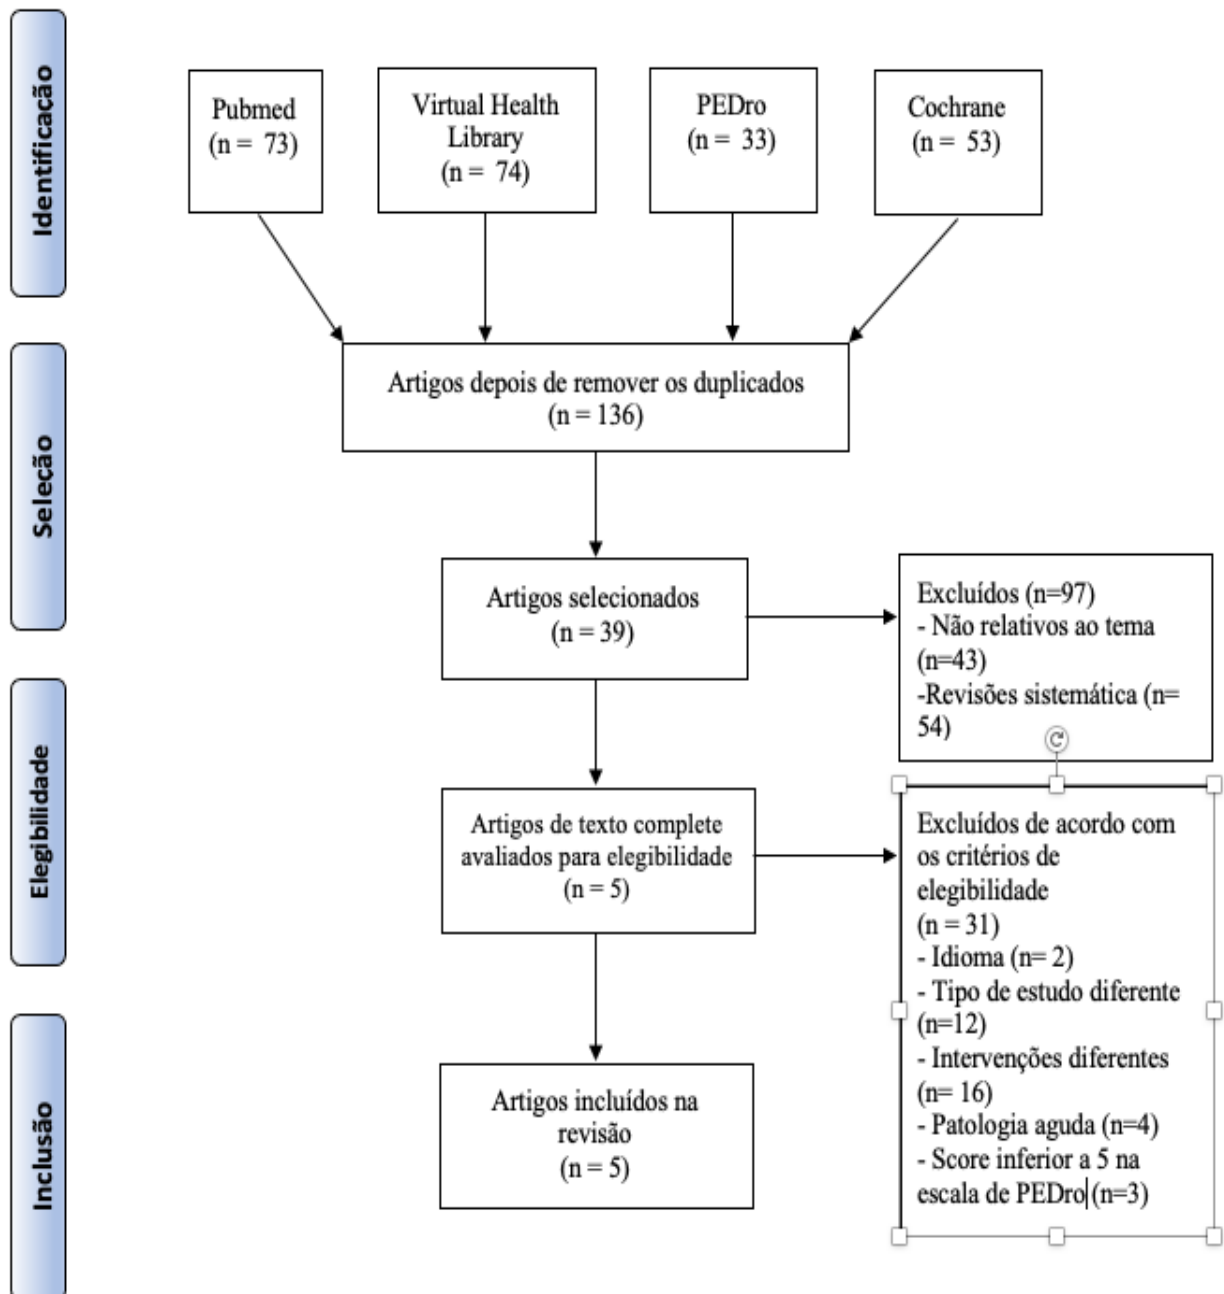 Identificação
Pubmed
(n = 73)
Virtual Health
Library
(n = 74)
PEDro
(n = 33)
Cochrane
(n = 53)
Seleção
Artigos depois de remover os duplicados
(n = 136)
Artigos selecionados
(n = 39)
Excluídos (n=97)
- Não relativos ao tema
(n=43)
-Revisões sistemática (n=
54)
Elegibilidade
Artigos de texto complete
avaliados para elegibilidade
(n = 5)
Excluídos de acordo com
os critérios de
elegibilidade
(n = 31)
- Idioma (n= 2)
- Tipo de estudo diferente
(n=12)
- Intervenções diferentes
(n= 16)
- Patologia aguda (n=4)
- Score inferior a 5 na
escala de PEDro (n=3)
Inclusão
Artigos incluídos na
revisão
(n = 5)